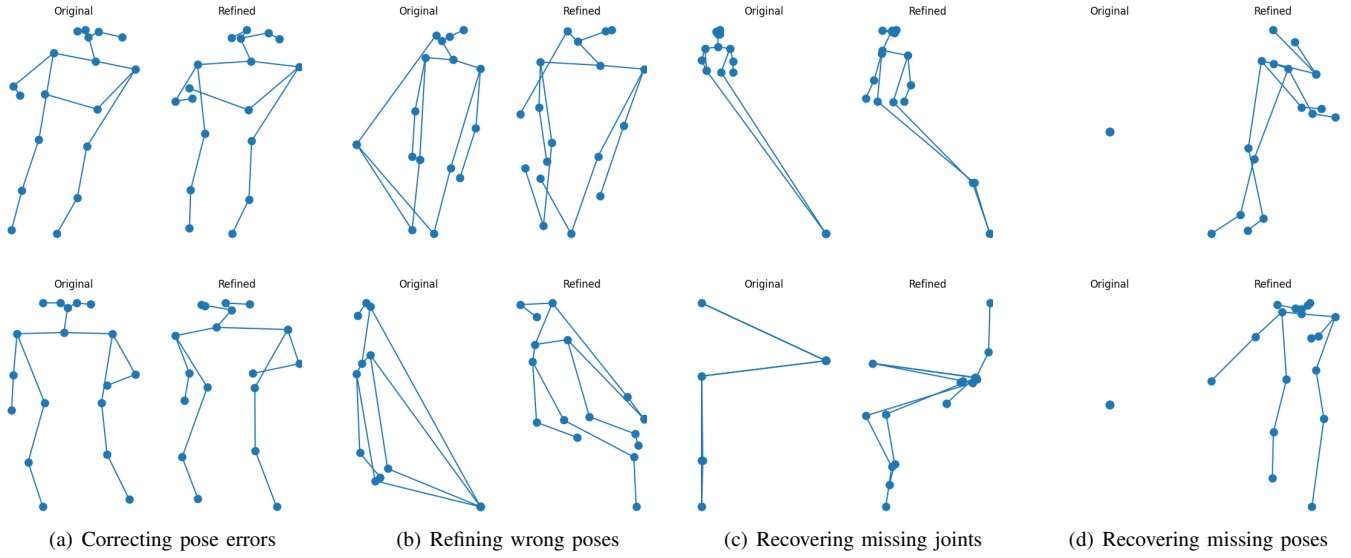 Original Refined Original Refined Original Refined Original Refined
Original Refined Original Refined Original Refined Original Refined
(a) Correcting pose errors (b) Refining wrong poses (c) Recovering missing joints (d) Recovering missing poses